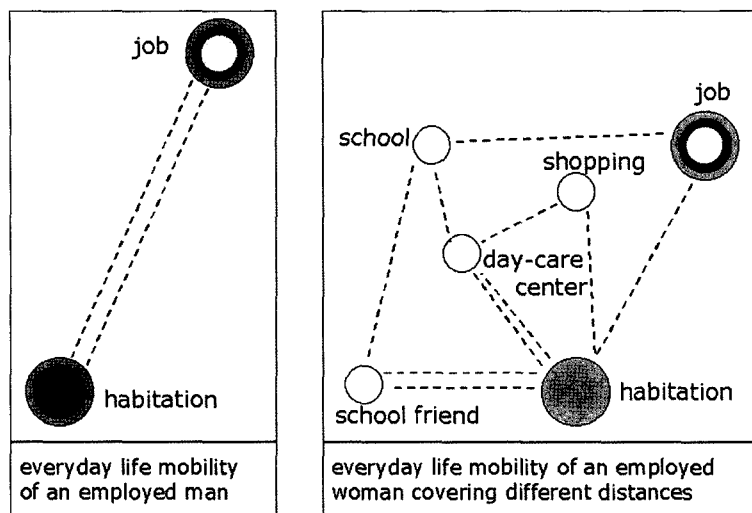 job
habitation
everyday life mobility
of an employed man
job
school
shopping
day-care
center
habitation
school friend
everyday life mobility of an employed
woman covering different distances